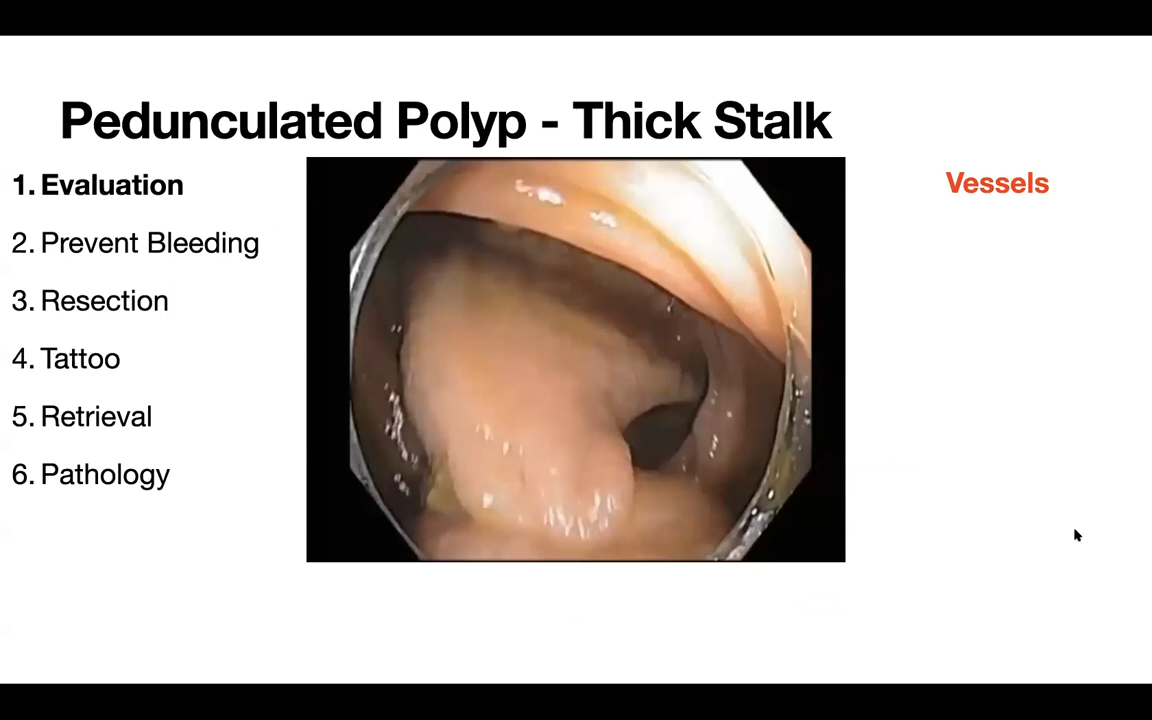 Pedunculated Polyp - Thick Stalk
1. Evaluation
2. Prevent Bleeding
3. Resection
4. Tattoo
5. Retrieval
6. Pathology
Vessels